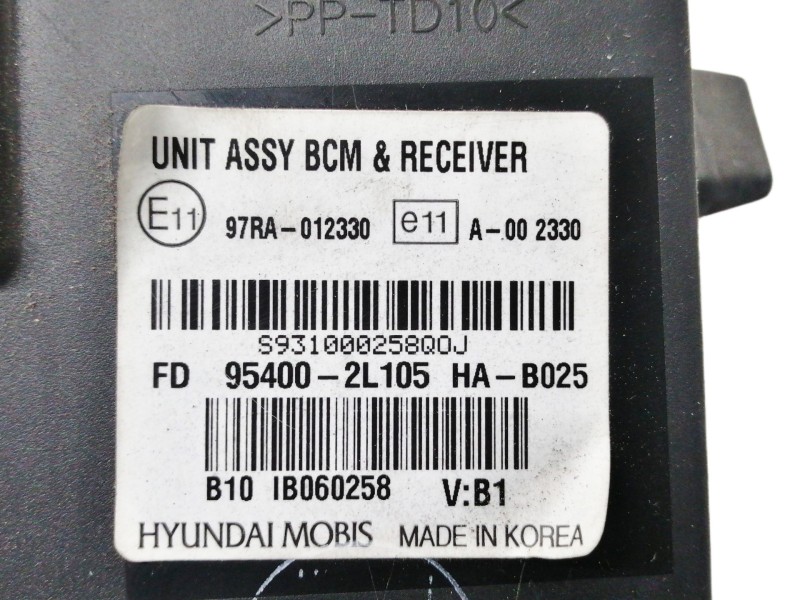 >PP-TD10<
UNIT ASSY BCM & RECEIVER
E11 97RA-012330 e11 A-00 2330
S931000258QOJ
FD 95400-2L105 HA-B025
B10 IB060258 V:B1
HYUNDAI MOBIS MADE IN KOREA